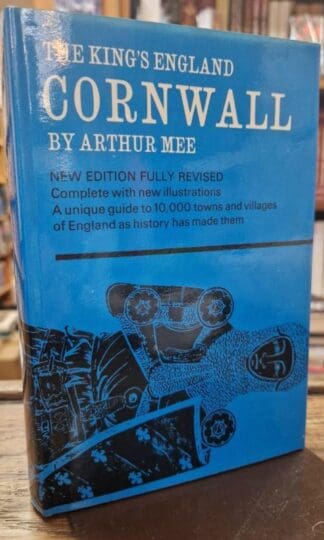 THE KING'S ENGLAND
CORNWALL
BY ARTHUR MEE
NEW EDITION FULLY REVISED
Complete with new illustrations
A unique guide to 10,000 towns and villages
of England as history has made them